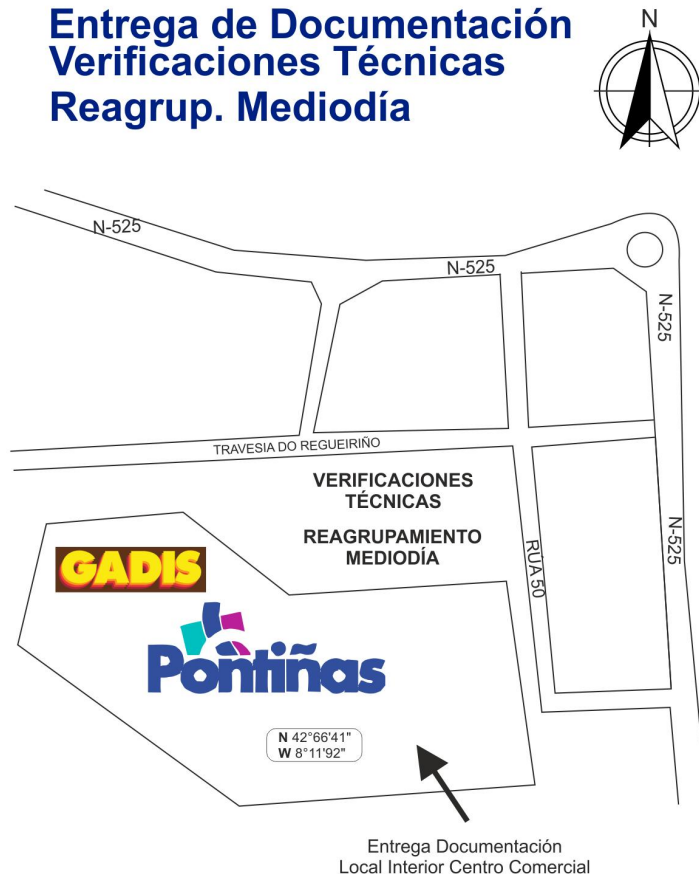 Entrega de Documentación
Verificaciones Técnicas
Reagrup. Mediodía
N
N-525
N-525
N-525
TRAVESIA DO REGUEIRIÑO
VERIFICACIONES
TÉCNICAS
REAGRUPAMIENTO
MEDIODÍA
RÚA 50
N-525
GADIS
Pontiñas
N 42°66'41"
W 8°11'92"
Entrega Documentación
Local Interior Centro Comercial